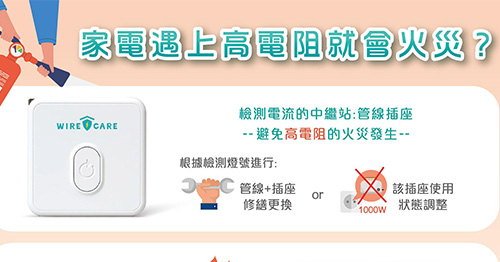 家電遇上高電阻就會火災?
WIRE CARE
檢測電流的中繼站:管線插座
--避免高電阻的火災發生--
根據檢測燈號進行:
管線+插座
修繕更換
or
1000W
該插座使用
狀態調整